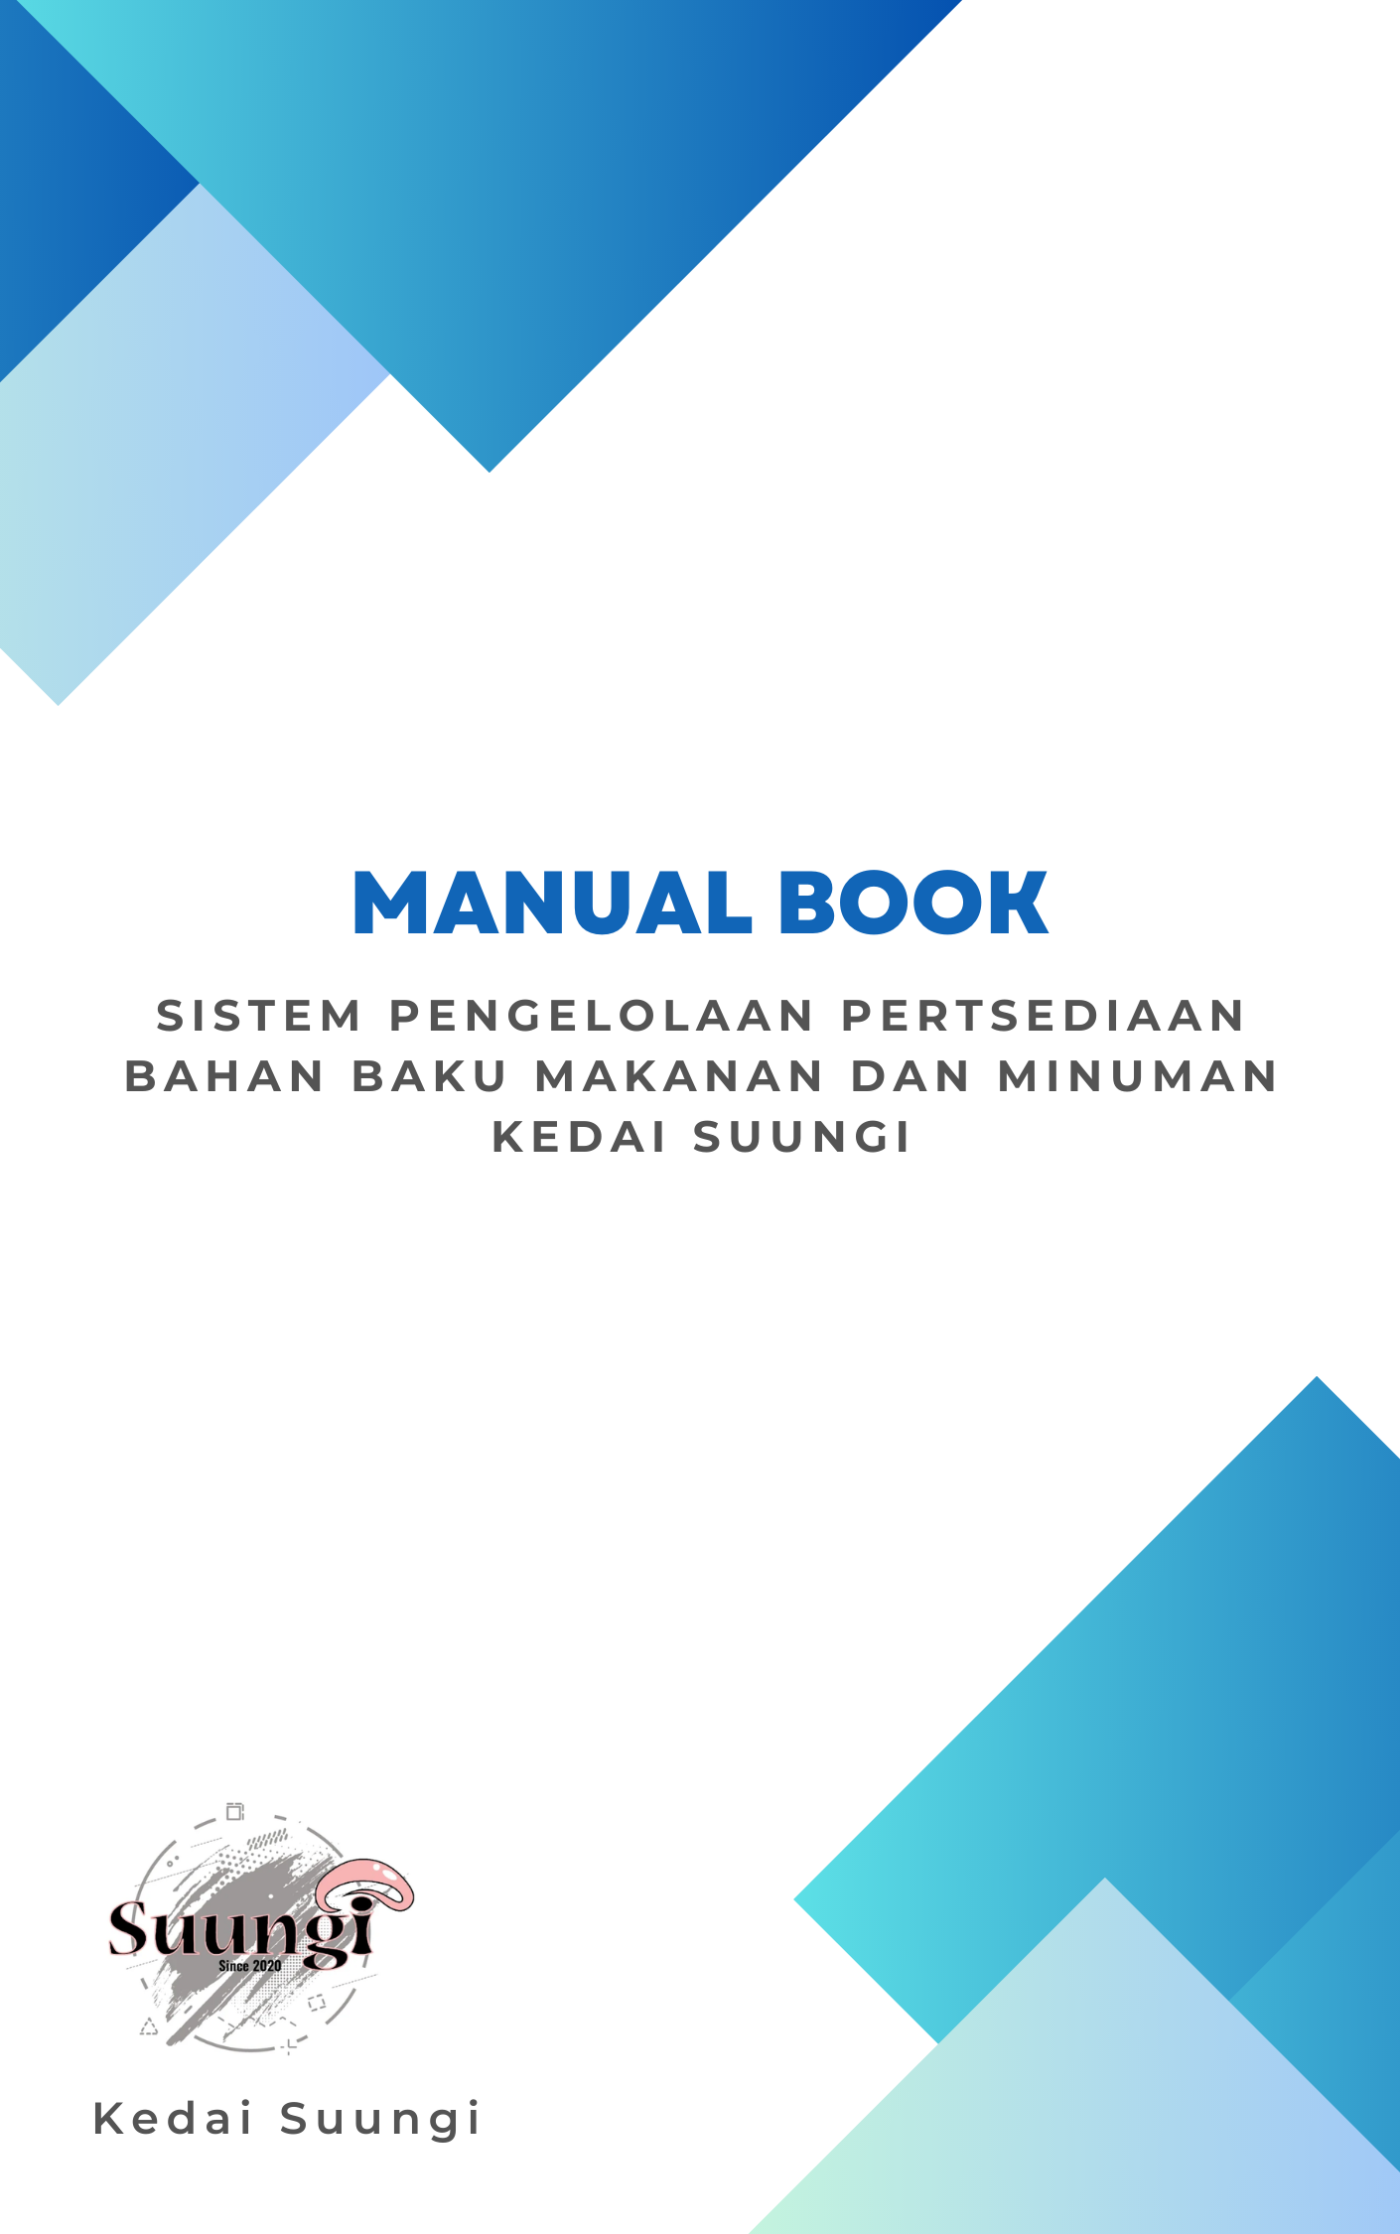 MANUAL BOOK
SISTEM PENGELOLAAN PERTSEDIAAN
BAHAN BAKU MAKANAN DAN MINUMAN
KEDAI SUUNGI
Suungi
Since 2020
Kedai Suungi